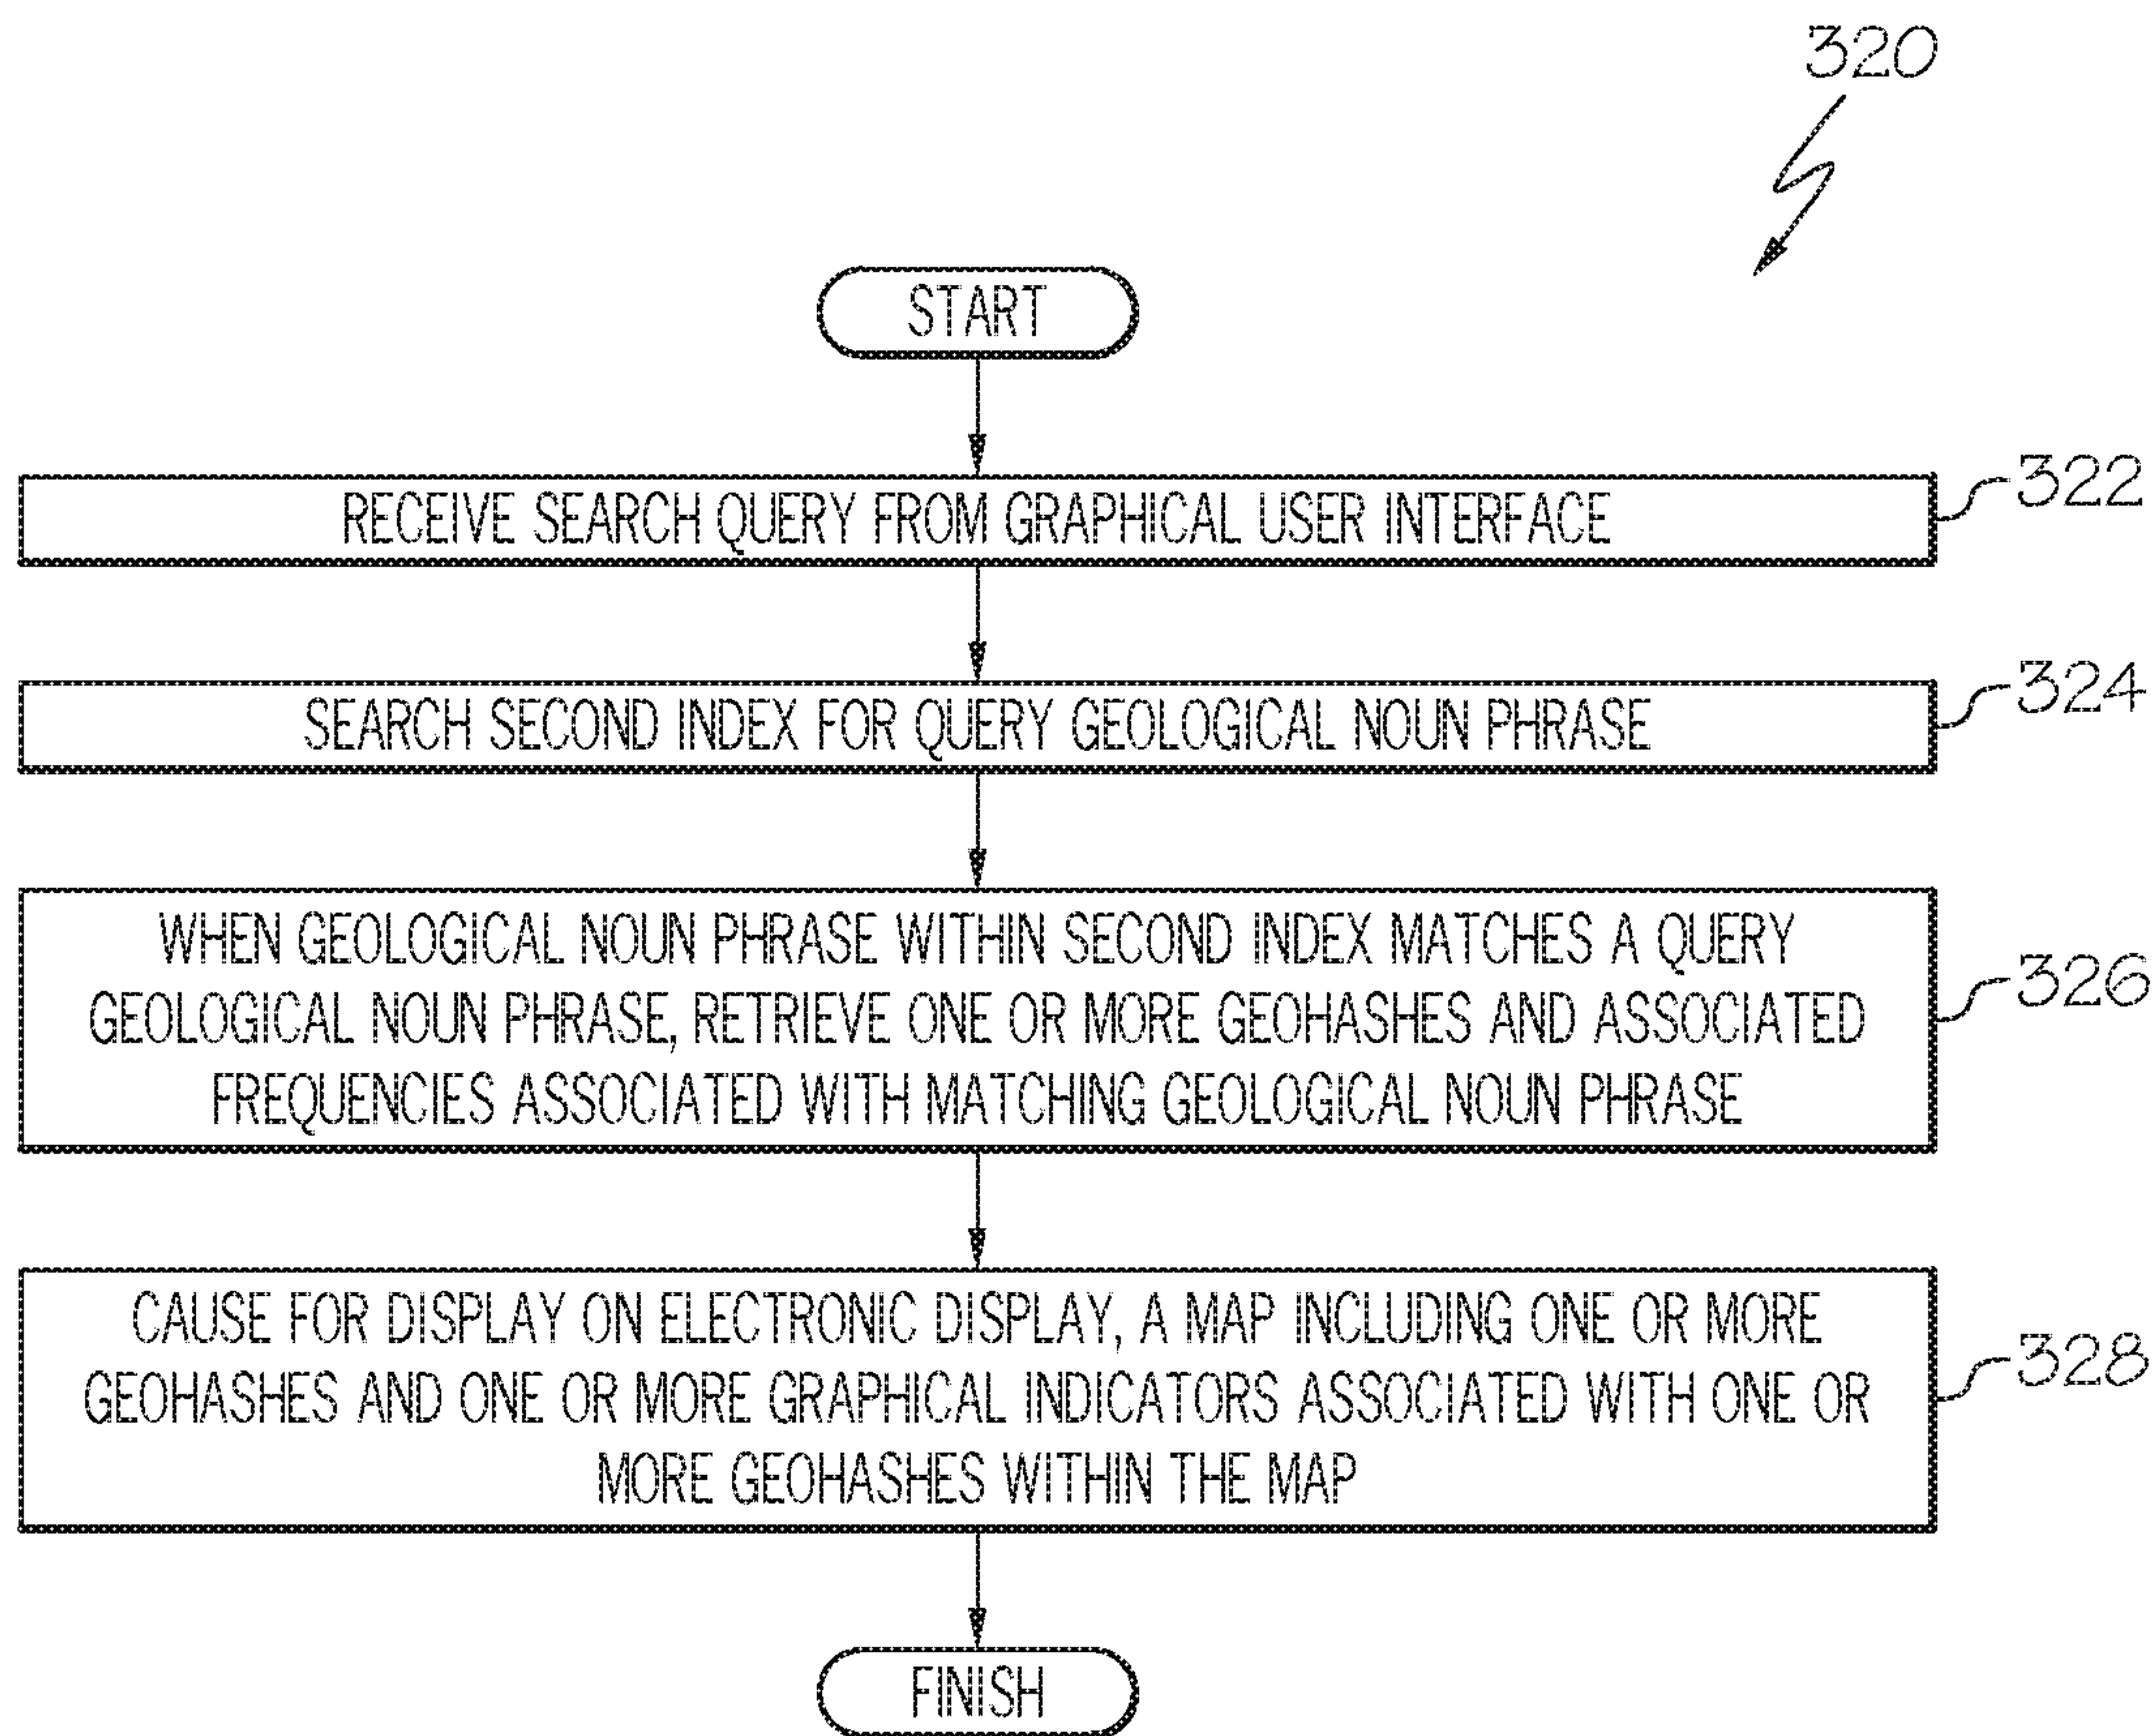 320
START
RECEIVE SEARCH QUERY FROM GRAPHICAL USER INTERFACE
322
SEARCH SECOND INDEX FOR QUERY GEOLOGICAL NOUN PHRASE
324
WHEN GEOLOGICAL NOUN PHRASE WITHIN SECOND INDEX MATCHES A QUERY
GEOLOGICAL NOUN PHRASE, RETRIEVE ONE OR MORE GEOHASHES AND ASSOCIATED
FREQUENCIES ASSOCIATED WITH MATCHING GEOLOGICAL NOUN PHRASE
326
CAUSE FOR DISPLAY ON ELECTRONIC DISPLAY, A MAP INCLUDING ONE OR MORE
GEOHASHES AND ONE OR MORE GRAPHICAL INDICATORS ASSOCIATED WITH ONE OR
MORE GEOHASHES WITHIN THE MAP
328
FINISH